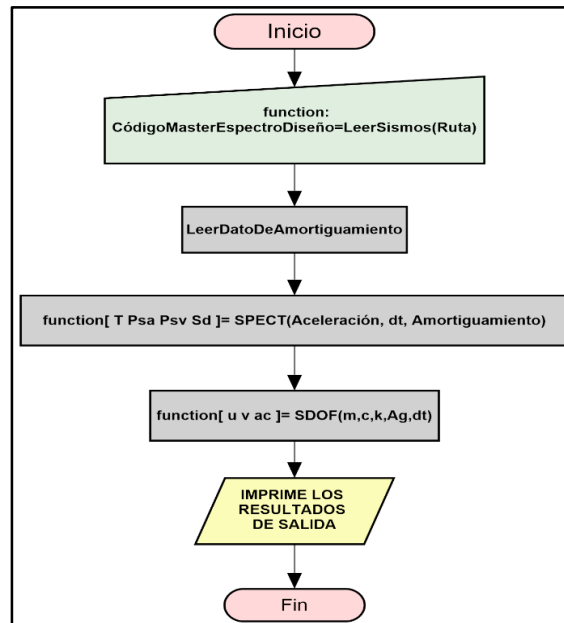 Inicio
function:
CódigoMasterEspectroDiseño=LeerSismos(Ruta)
LeerDatoDeAmortiguamiento
function[ T Psa Psv Sd ]= SPECT(Aceleración, dt, Amortiguamiento)
function[ u v ac ]= SDOF(m,c,k,Ag,dt)
IMPRIME LOS
RESULTADOS
DE SALIDA
Fin